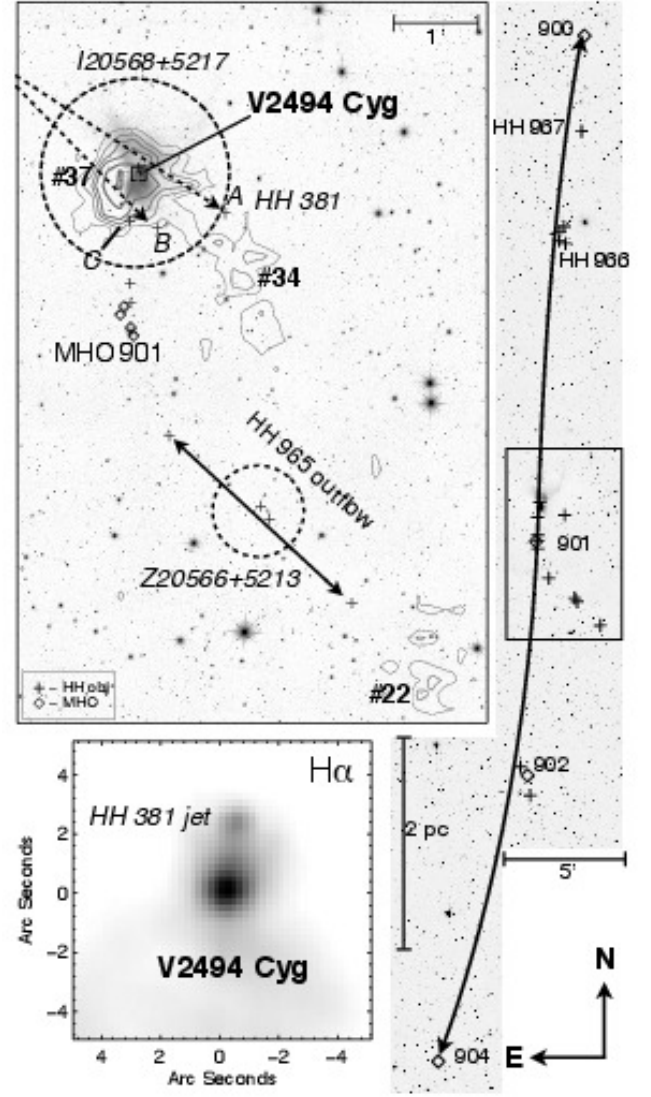 1'
I20568+5217
V2494 Cyg
#37
A
HH 381
B
C
#34
MHO 901
HH 965 outflow
Z20566+5213
+ – HH obj
◇ – MHO
#22
900
HH 967
HH 966
901
902
5'
2 pc
904
N
E
Hα
HH 381 jet
V2494 Cyg
Arc Seconds
4
2
0
−2
−4
4
2
0
-2
-4
Arc Seconds